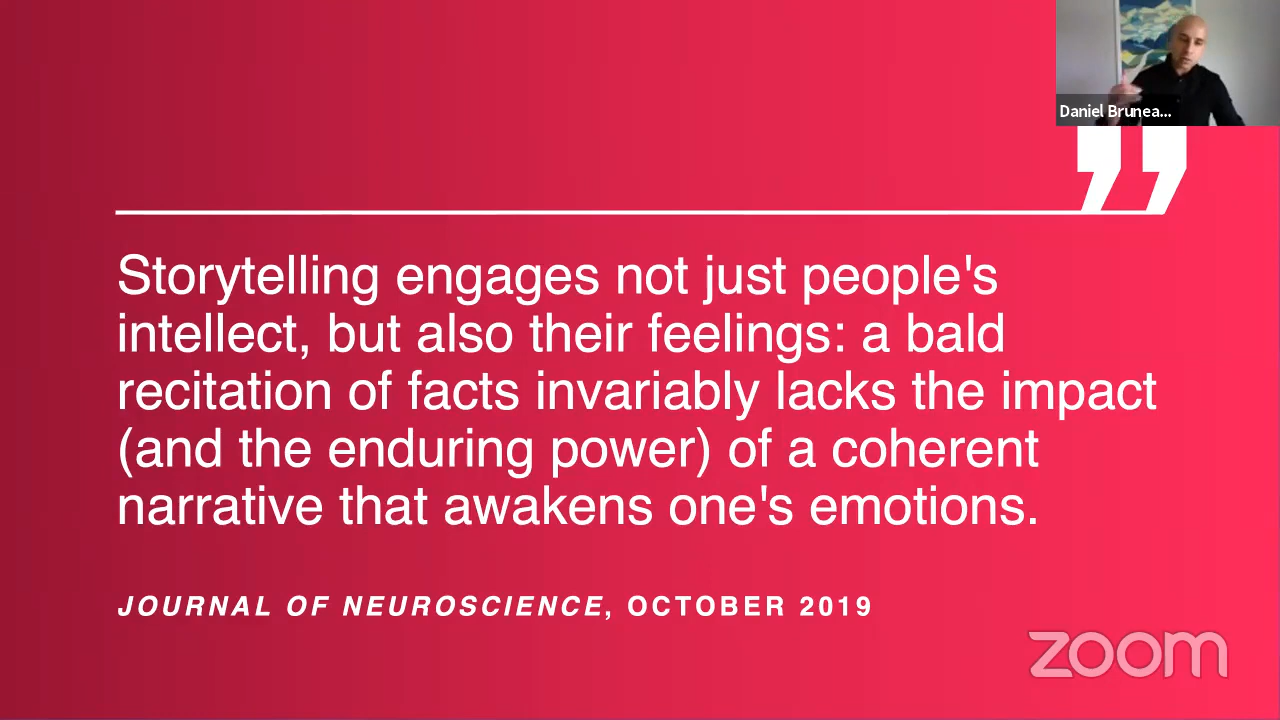 Daniel Brunea...
”
Storytelling engages not just people's
intellect, but also their feelings: a bald
recitation of facts invariably lacks the impact
(and the enduring power) of a coherent
narrative that awakens one's emotions.
JOURNAL OF NEUROSCIENCE, OCTOBER 2019
zoom